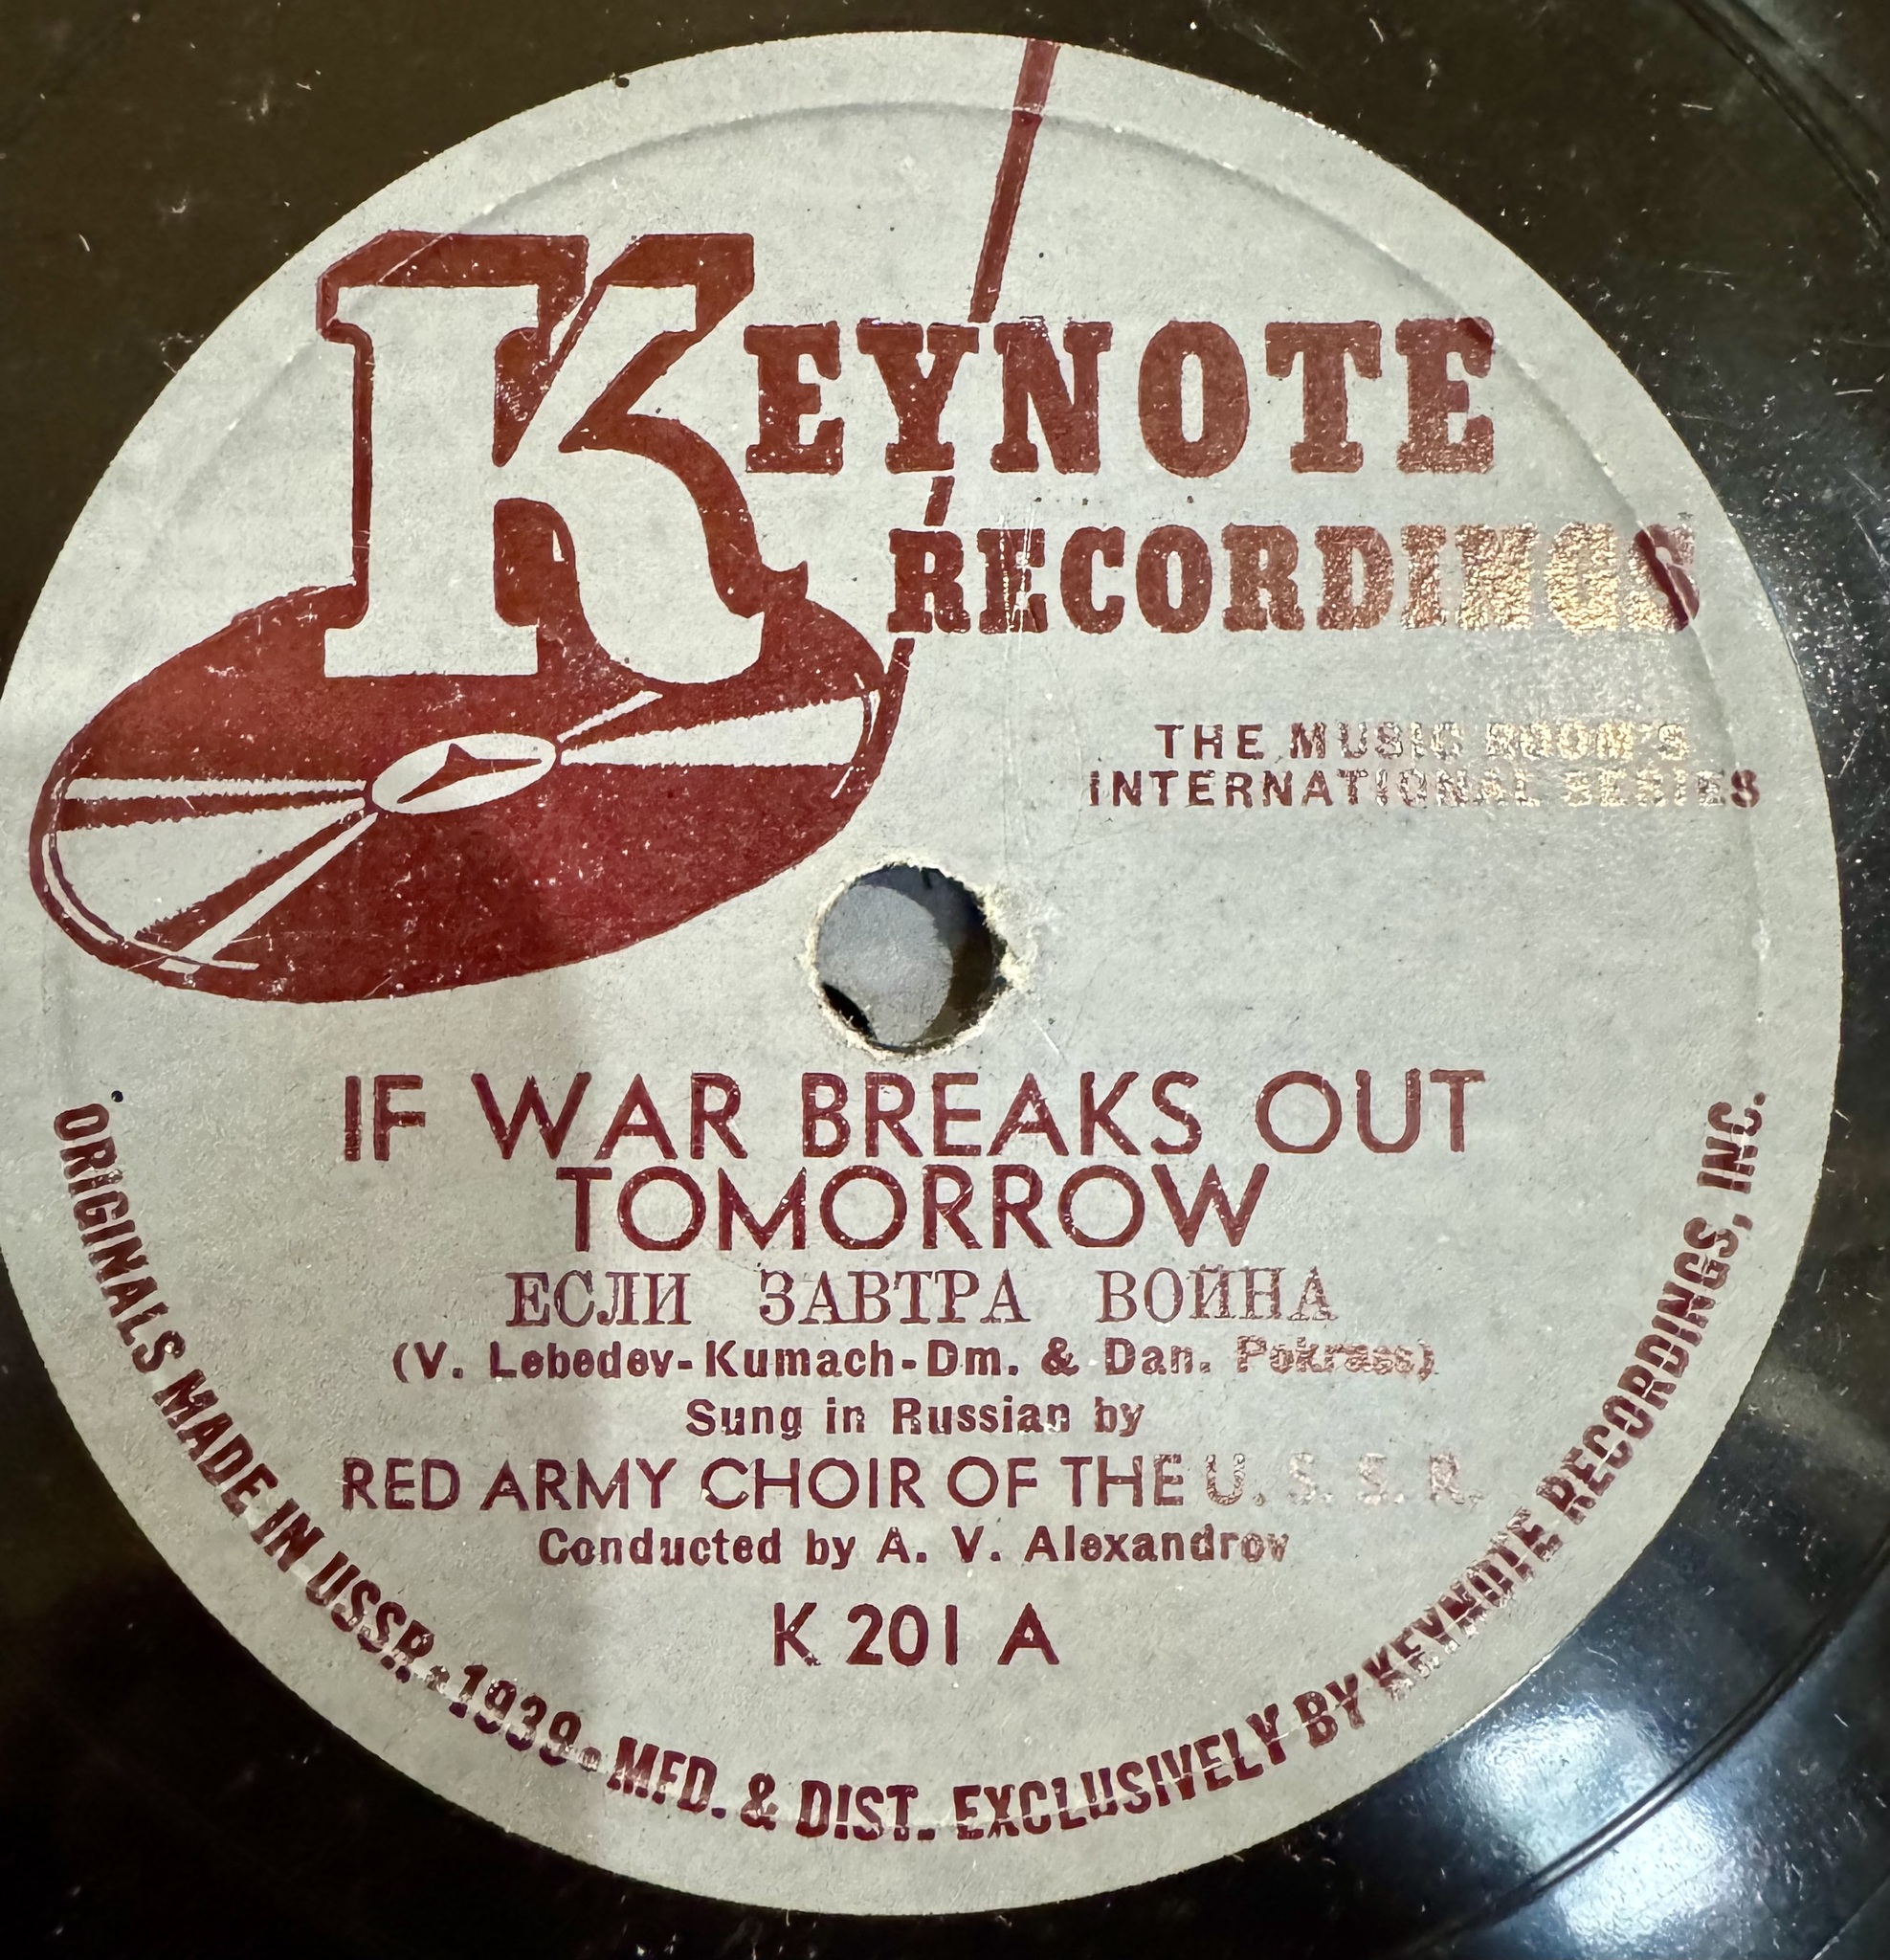 KEYNOTE
RECORDINGS
THE MUSIC ROOM'S
INTERNATIONAL SERIES
IF WAR BREAKS OUT
TOMORROW
ЕСЛИ ЗАВТРА ВОЙНА
(V. Lebedev-Kumach-Dm. & Dan. Pokrass)
Sung in Russian by
RED ARMY CHOIR OF THE U. S. S. R.
Conducted by A. V. Alexandrov
K 201 A
ORIGINALS MADE IN USSR • 1939 • MFD. & DIST. EXCLUSIVELY BY KEYNOTE RECORDINGS, INC.